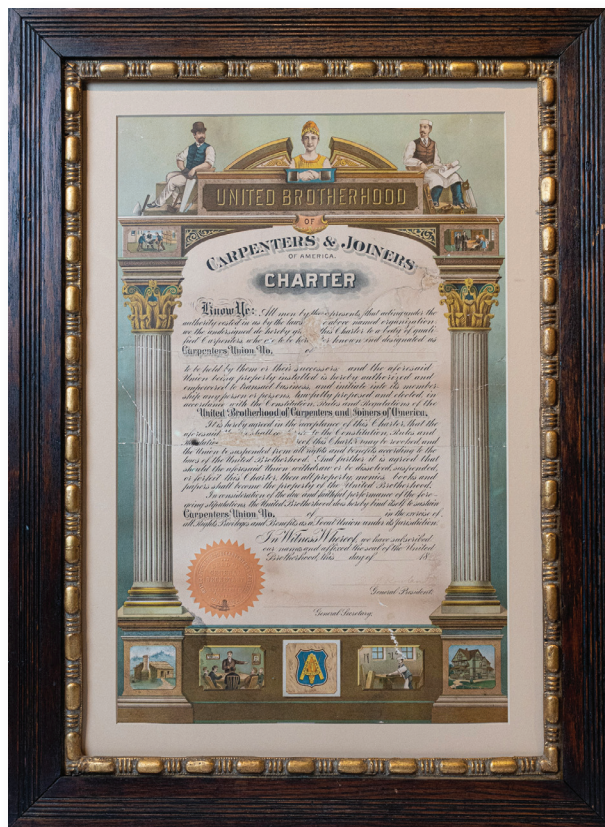 UNITED BROTHERHOOD
OF
CARPENTERS & JOINERS
OF AMERICA.
CHARTER
Know Ye: All men by these presents, that acting under the
authority vested in us by the laws above named organization,
we the undersigned do hereby this Charter to a body of quali-
fied Carpenters who to be known and designated as
Carpenters' Union, No. of
to be held by them or their successors, and the aforesaid
Union being properly installed is hereby authorized and
empowered to transact business, and initiate into its member-
ship any person or persons, lawfully proposed and elected in
accordance with the Constitution, Rules and Regulations of the
United Brotherhood of Carpenters and Joiners of America.
It is hereby agreed in the acceptance of this Charter, that the
aforesaid shall to the Constitution, Rules and
of this Charter may be revoked, and
the Union be suspended from all rights and benefits according to the
laws of the United Brotherhood. And further it is agreed that
should the aforesaid Union withdraw or be dissolved, suspended,
or forfeit this Charter, then all property, monies, books and
papers shall become the property of the United Brotherhood.
In consideration of the due and faithful performance of the fore-
going stipulations, the United Brotherhood does hereby bind itself to sustain
Carpenters' Union, No. of in the exercise of
all Rights, Privileges and Benefits as a Local Union under its jurisdiction.
In Witness Whereof, we have subscribed
our names and affixed the seal of the United
Brotherhood, this day of 18
General President.
General Secretary.